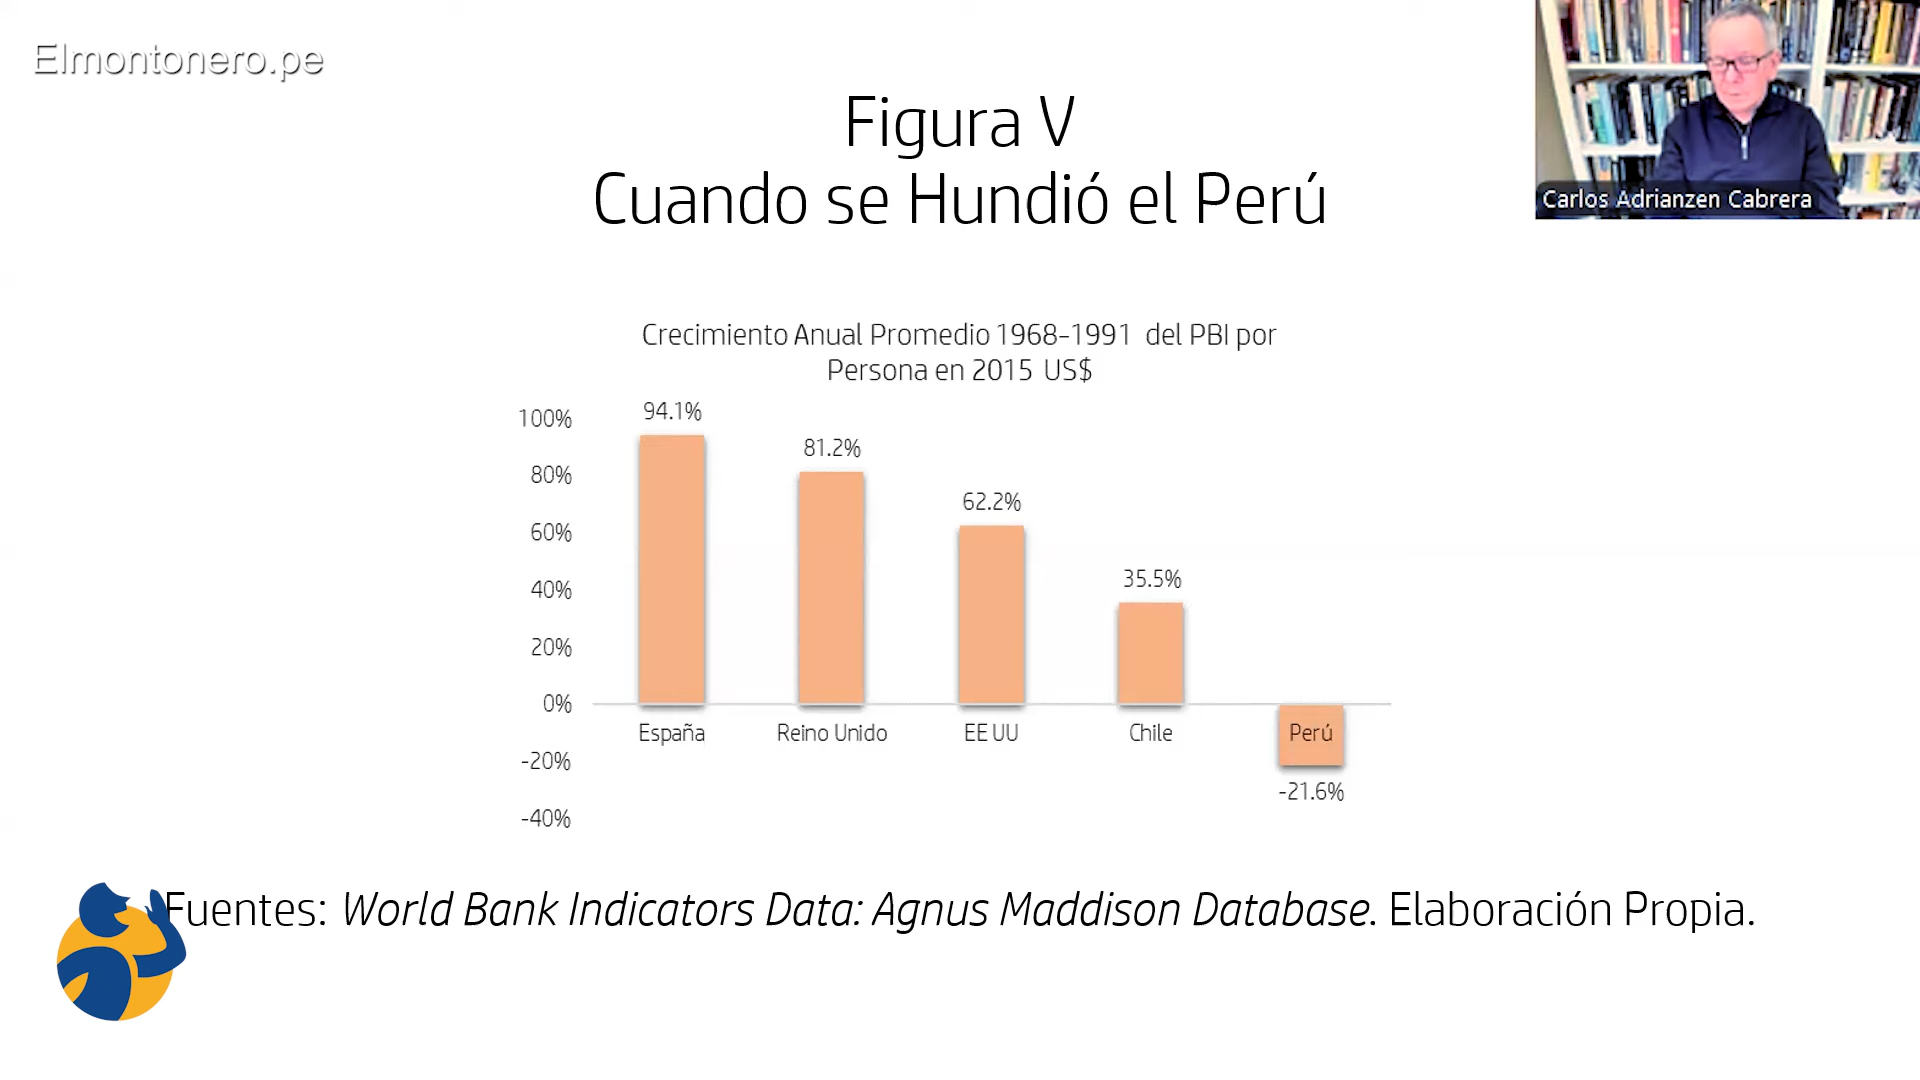 Elmontonero.pe
Carlos Adrianzen Cabrera
Figura V
Cuando se Hundió el Perú
Crecimiento Anual Promedio 1968-1991 del PBI por
Persona en 2015 US$
100%
80%
60%
40%
20%
0%
-20%
-40%
94.1%
81.2%
62.2%
35.5%
-21.6%
España
Reino Unido
EE UU
Chile
Perú
Fuentes: World Bank Indicators Data: Agnus Maddison Database. Elaboración Propia.